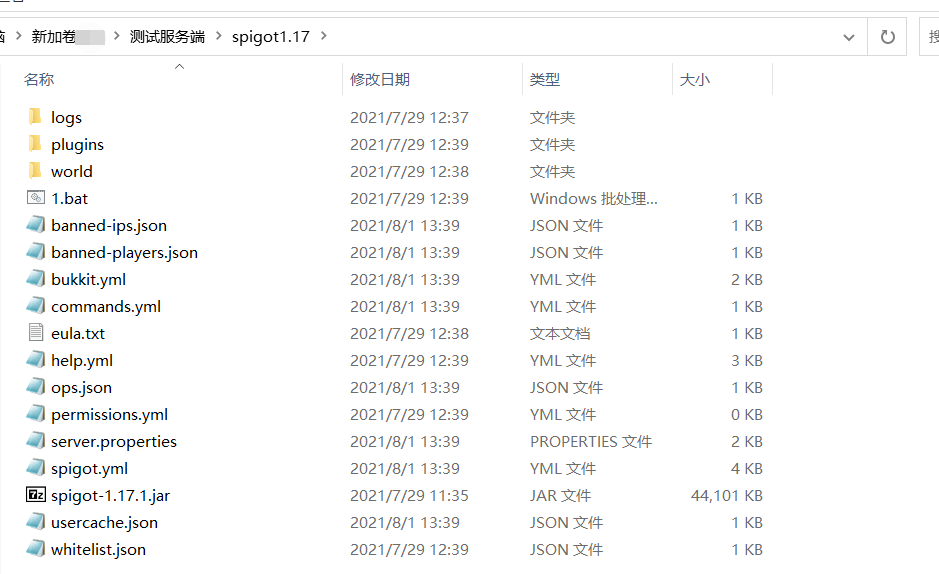 新加卷 测试服务端 spigot1.17
名称 修改日期 类型 大小
logs 2021/7/29 12:37 文件夹
plugins 2021/7/29 12:39 文件夹
world 2021/7/29 12:38 文件夹
1.bat 2021/7/29 12:39 Windows 批处理... 1 KB
banned-ips.json 2021/8/1 13:39 JSON 文件 1 KB
banned-players.json 2021/8/1 13:39 JSON 文件 1 KB
bukkit.yml 2021/8/1 13:39 YML 文件 2 KB
commands.yml 2021/8/1 13:39 YML 文件 1 KB
eula.txt 2021/7/29 12:38 文本文档 1 KB
help.yml 2021/7/29 12:39 YML 文件 3 KB
ops.json 2021/8/1 13:39 JSON 文件 1 KB
permissions.yml 2021/7/29 12:39 YML 文件 0 KB
server.properties 2021/8/1 13:39 PROPERTIES 文件 2 KB
spigot.yml 2021/8/1 13:39 YML 文件 4 KB
spigot-1.17.1.jar 2021/7/29 11:35 JAR 文件 44,101 KB
usercache.json 2021/8/1 13:39 JSON 文件 1 KB
whitelist.json 2021/7/29 12:39 JSON 文件 1 KB